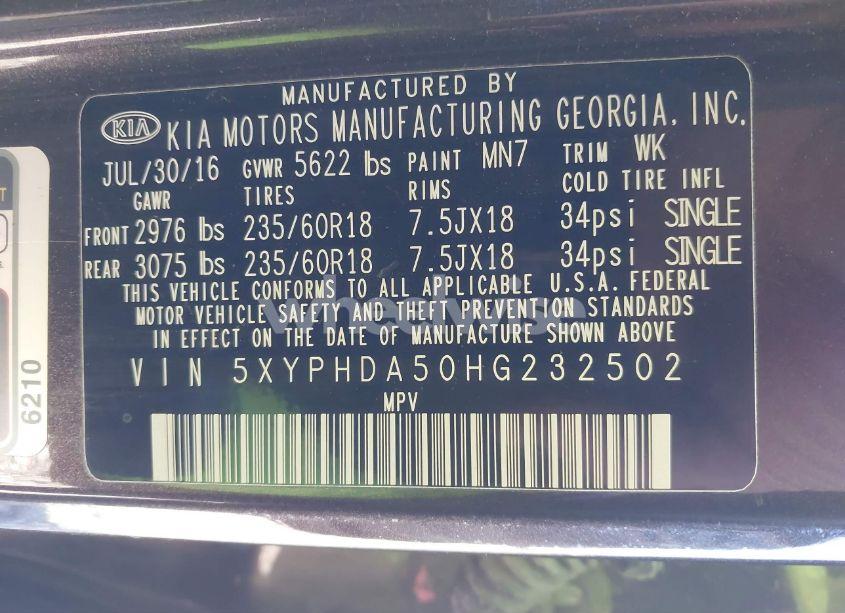 MANUFACTURED BY
KIA KIA MOTORS MANUFACTURING GEORGIA, INC.
JUL/30/16 GVWR 5622 lbs PAINT MN7 TRIM WK
GAWR TIRES RIMS COLD TIRE INFL
FRONT 2976 lbs 235/60R18 7.5JX18 34psi SINGLE
REAR 3075 lbs 235/60R18 7.5JX18 34psi SINGLE
THIS VEHICLE CONFORMS TO ALL APPLICABLE U.S.A. FEDERAL
MOTOR VEHICLE SAFETY AND THEFT PREVENTION STANDARDS
IN EFFECT ON THE DATE OF MANUFACTURE SHOWN ABOVE
VIN 5XYPHDA50HG232502
MPV
6210